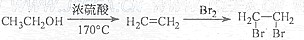 CH₃CH₂OH 浓硫酸 170℃ H₂C=CH₂ Br₂ H₂C-CH₂
Br Br